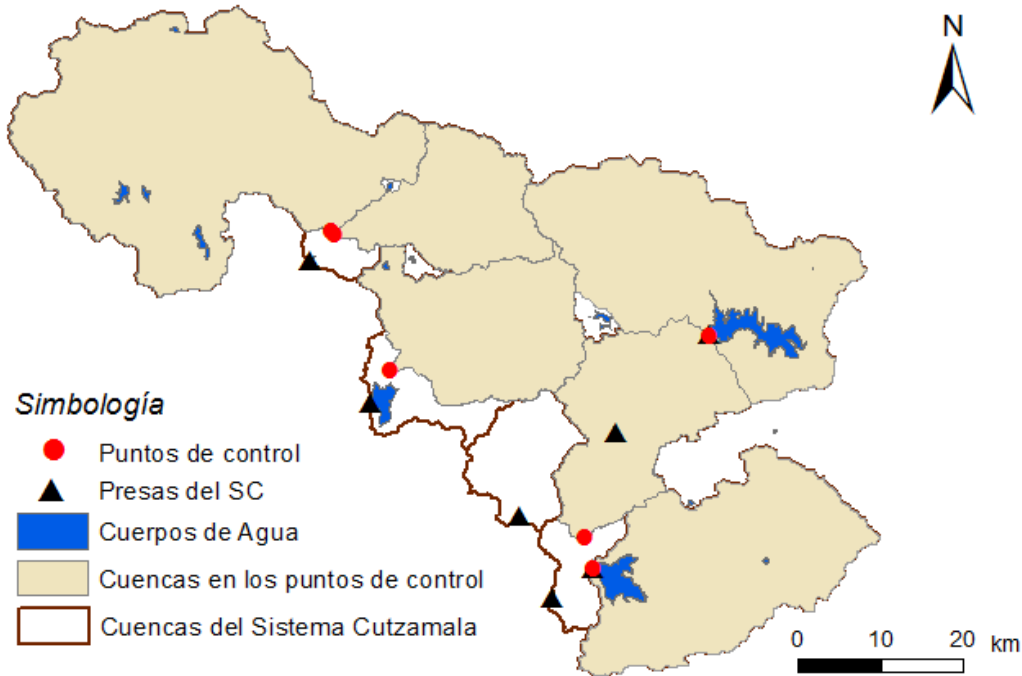 N
Simbología
Puntos de control
Presas del SC
Cuerpos de Agua
Cuencas en los puntos de control
Cuencas del Sistema Cutzamala
0 10 20 km